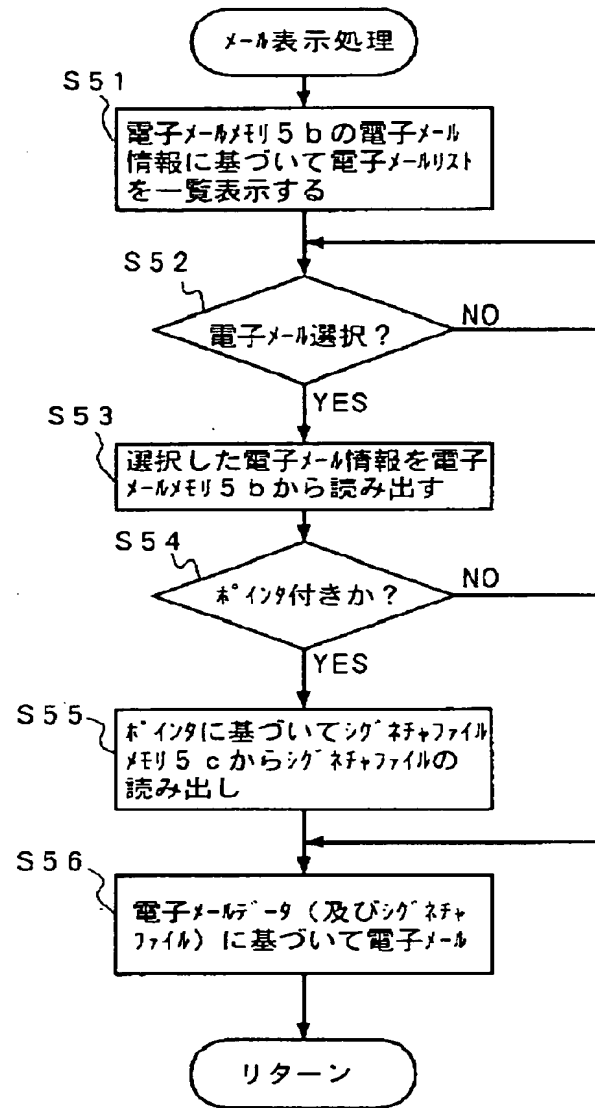 メール表示処理
S51
電子メールメモリ5bの電子メール
情報に基づいて電子メールリスト
を一覧表示する
S52
電子メール選択?
NO
YES
S53
選択した電子メール情報を電子
メールメモリ5bから読み出す
S54
ポインタ付きか?
NO
YES
S55
ポインタに基づいてシグネチャファイル
メモリ5cからシグネチャファイルの
読み出し
S56
電子メールデータ(及びシグネチャ
ファイル)に基づいて電子メール
リターン